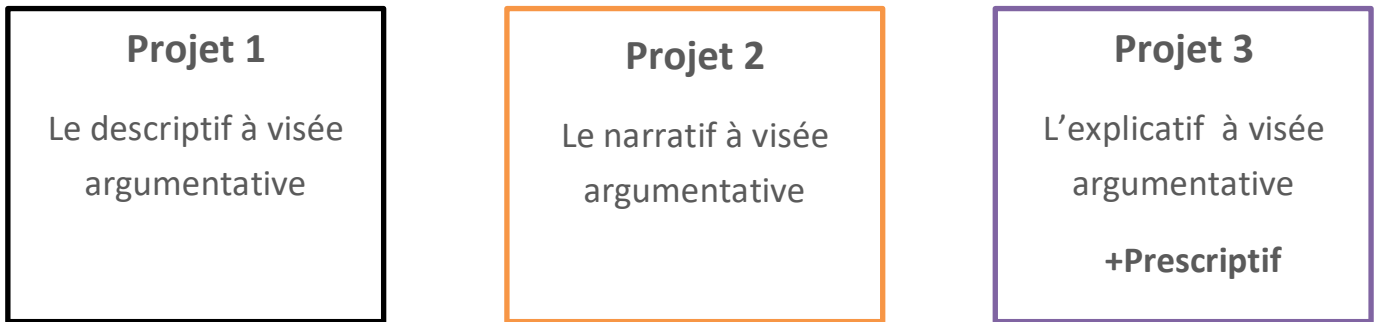 Projet 1
Le descriptif à visée
argumentative
Projet 2
Le narratif à visée
argumentative
Projet 3
L’explicatif à visée
argumentative
+Prescriptif